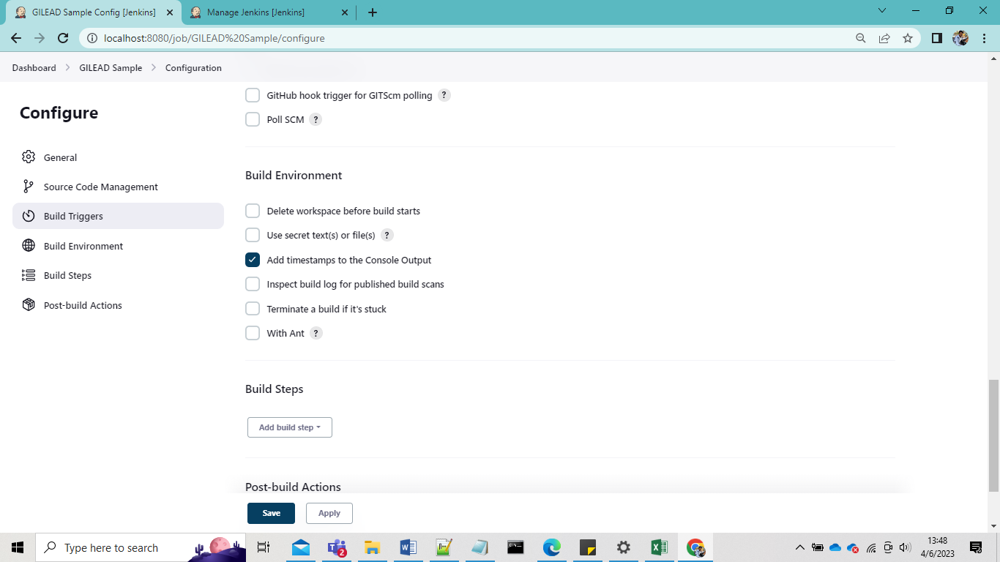 GILEAD Sample Config [Jenkins]
Manage Jenkins [Jenkins]
localhost:8080/job/GILEAD%20Sample/configure
Dashboard > GILEAD Sample > Configuration
Configure
General
Source Code Management
Build Triggers
Build Environment
Build Steps
Post-build Actions
GitHub hook trigger for GITScm polling ?
Poll SCM ?
Build Environment
Delete workspace before build starts
Use secret text(s) or file(s) ?
Add timestamps to the Console Output
Inspect build log for published build scans
Terminate a build if it's stuck
With Ant ?
Build Steps
Add build step
Post-build Actions
Save Apply
Type here to search
2
13:48
4/6/2023